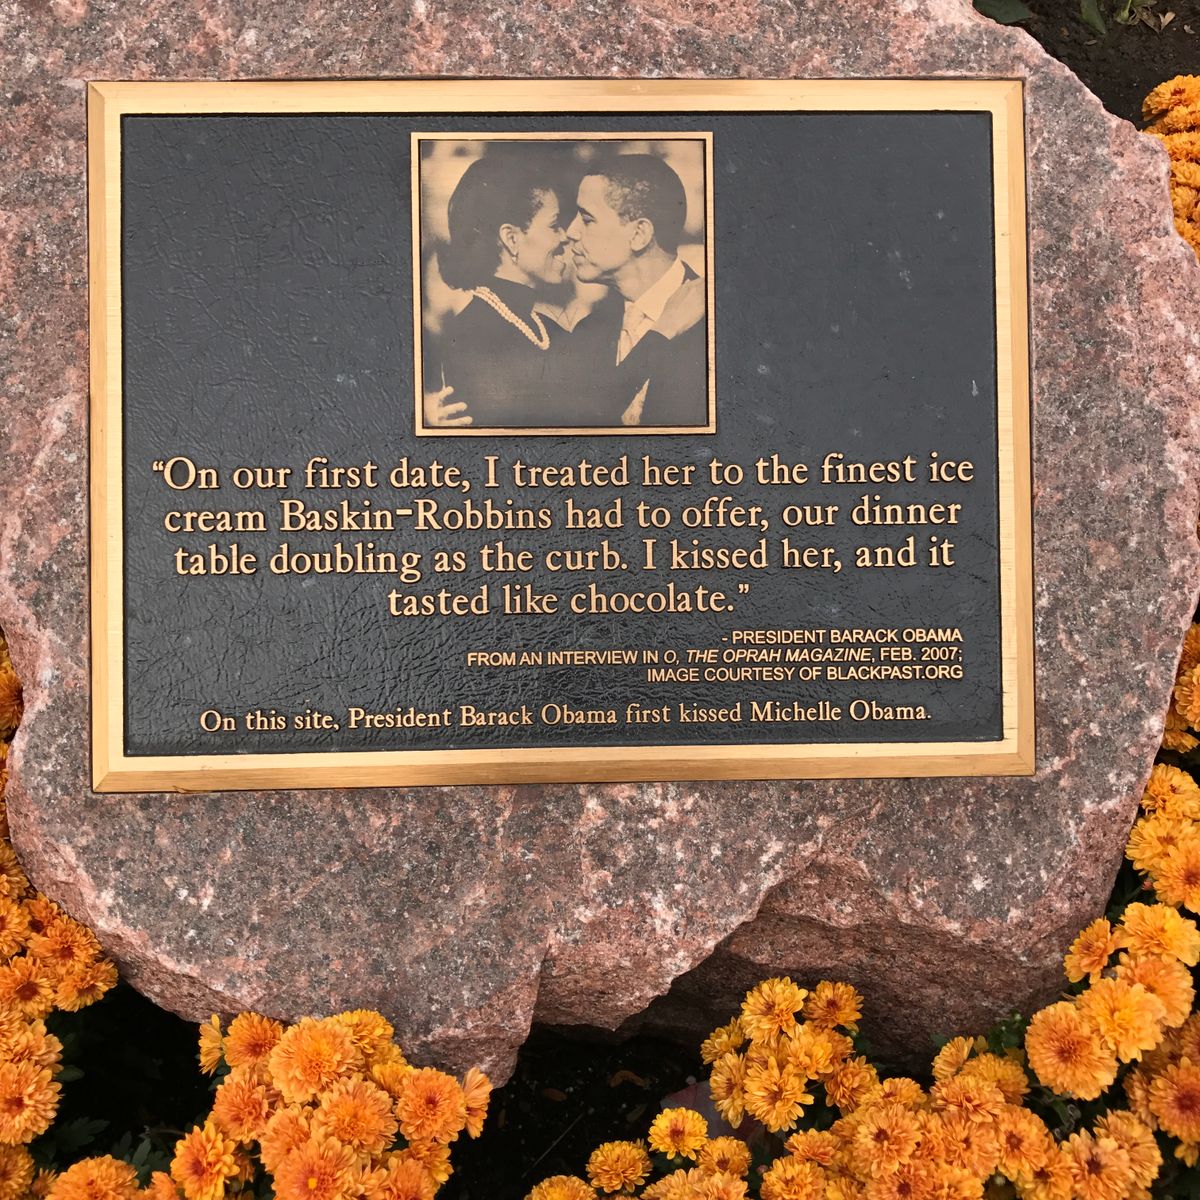 “On our first date, I treated her to the finest ice
cream Baskin-Robbins had to offer, our dinner
table doubling as the curb. I kissed her, and it
tasted like chocolate.”
- PRESIDENT BARACK OBAMA
FROM AN INTERVIEW IN O, THE OPRAH MAGAZINE, FEB. 2007;
IMAGE COURTESY OF BLACKPAST.ORG
On this site, President Barack Obama first kissed Michelle Obama.